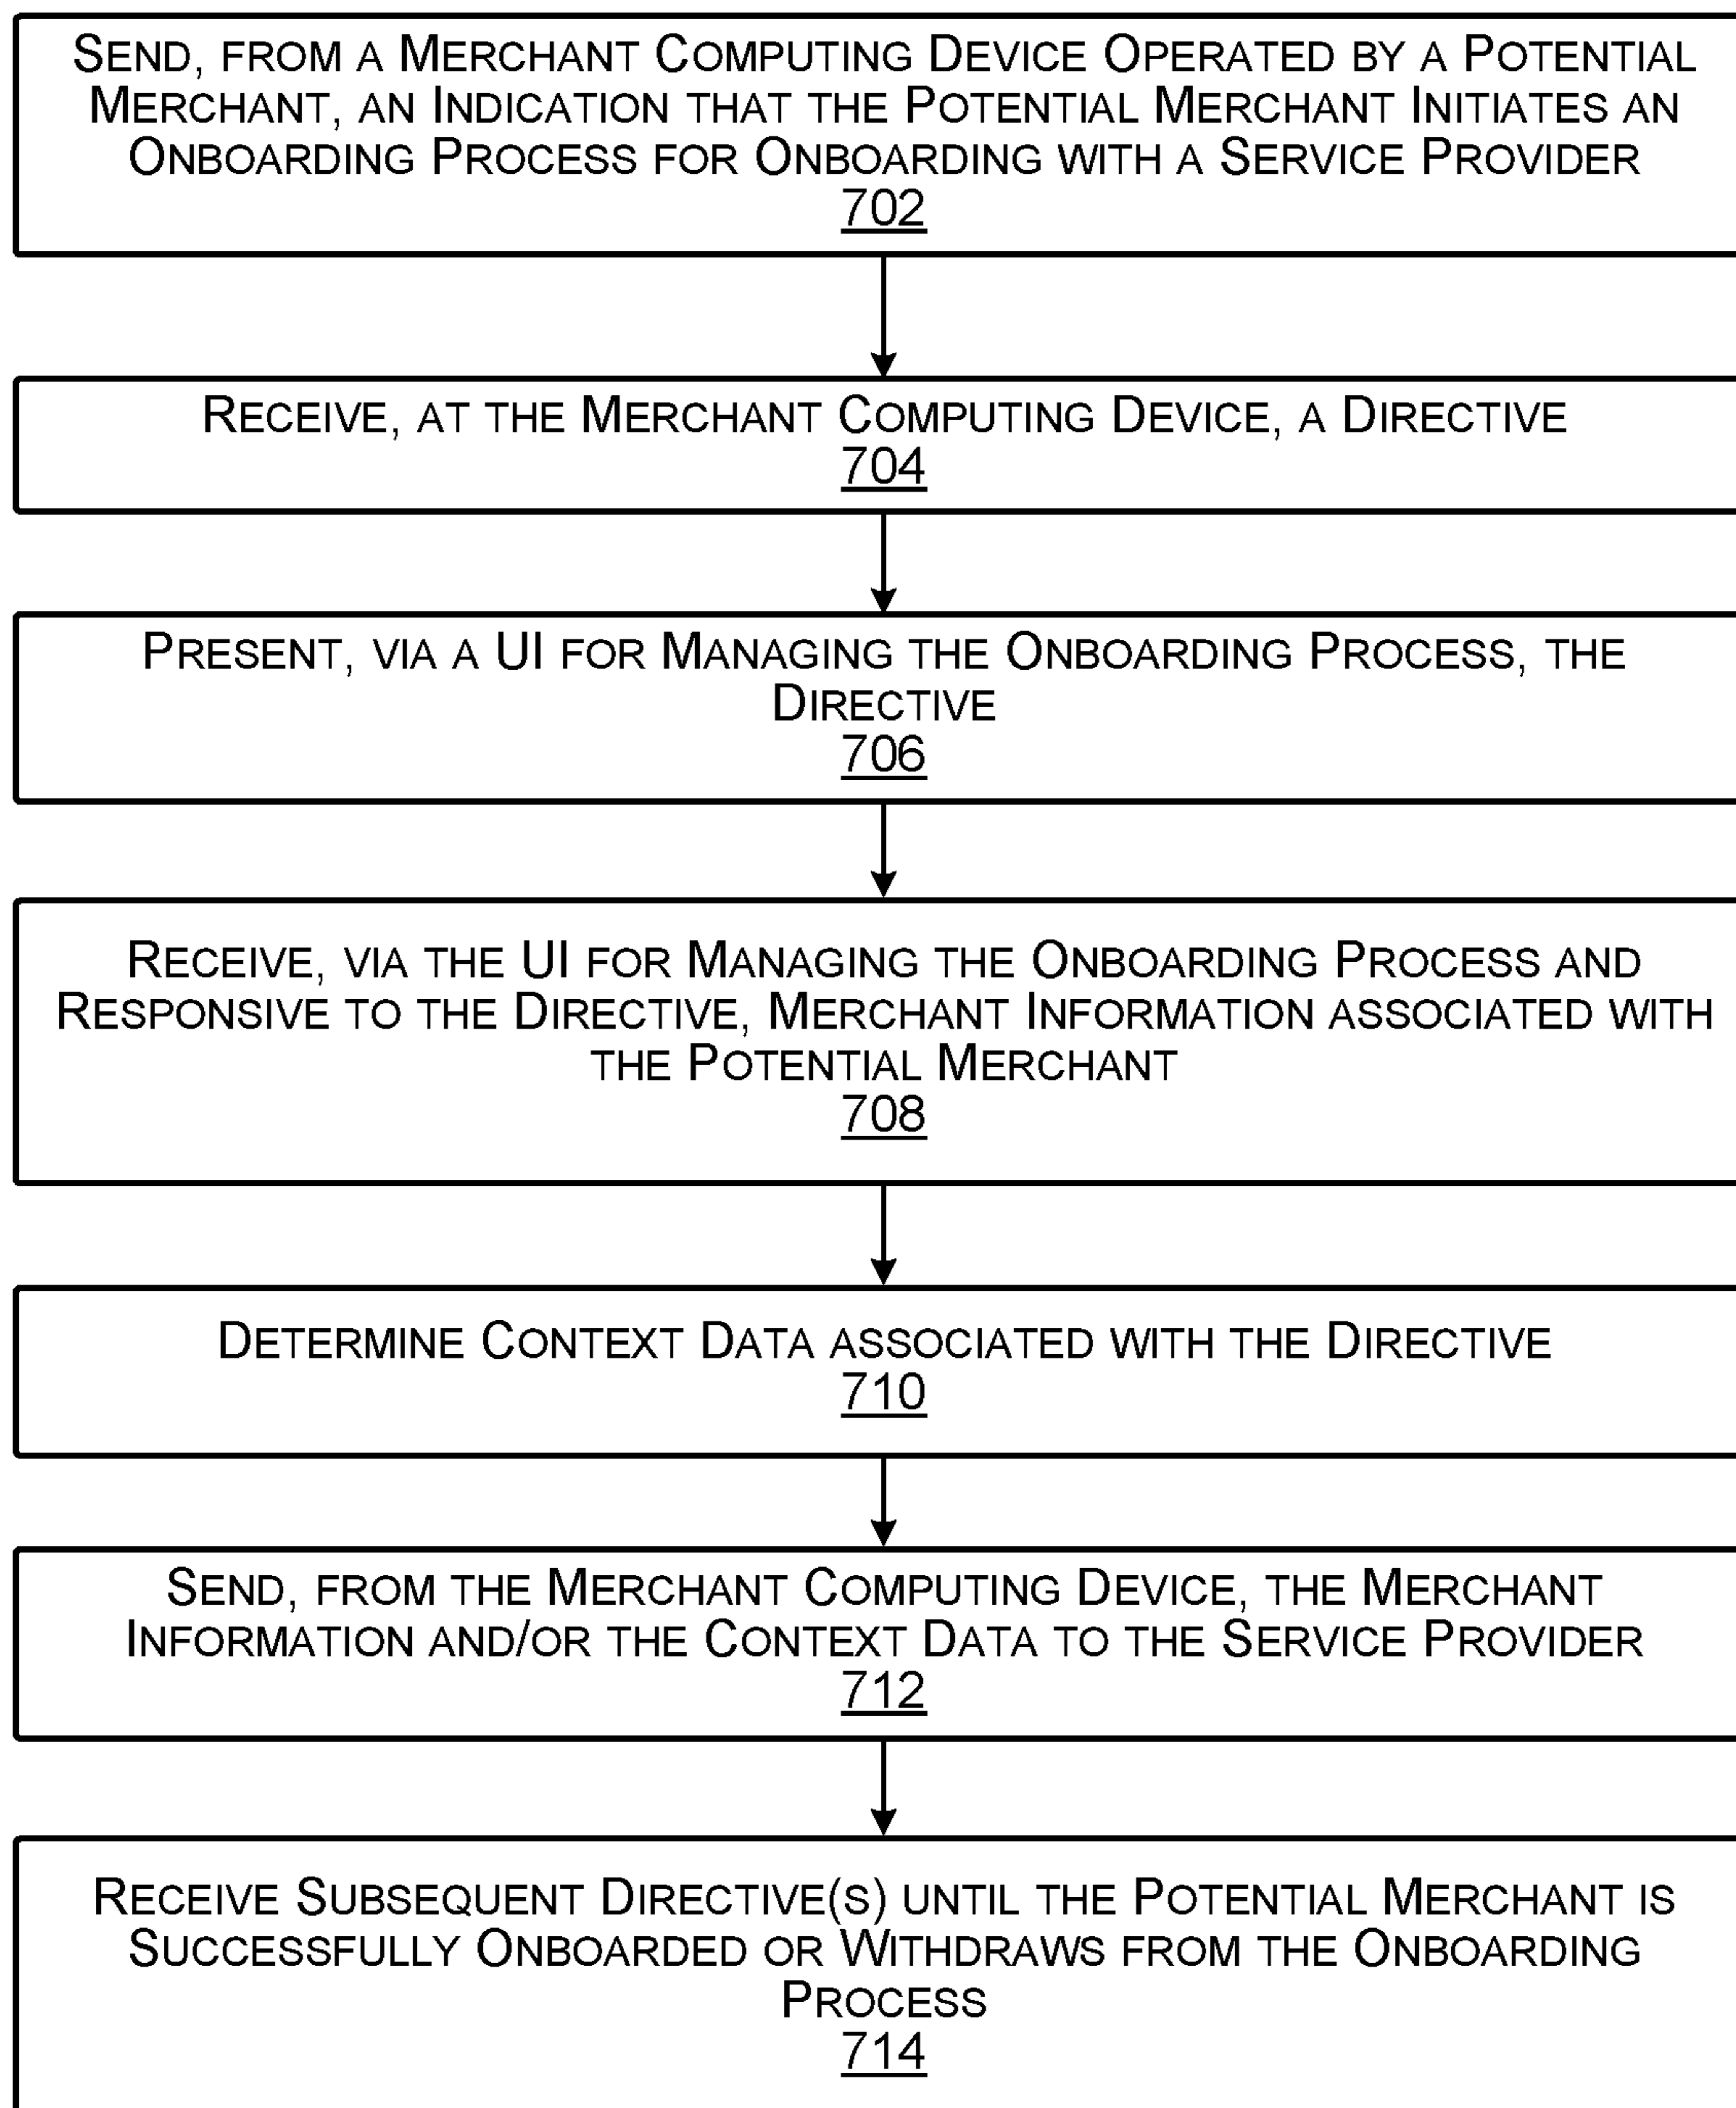 Send, from a Merchant Computing Device Operated by a Potential
Merchant, an Indication that the Potential Merchant Initiates an
Onboarding Process for Onboarding with a Service Provider
702
Receive, at the Merchant Computing Device, a Directive
704
Present, via a UI for Managing the Onboarding Process, the
Directive
706
Receive, via the UI for Managing the Onboarding Process and
Responsive to the Directive, Merchant Information associated with
the Potential Merchant
708
Determine Context Data associated with the Directive
710
Send, from the Merchant Computing Device, the Merchant
Information and/or the Context Data to the Service Provider
712
Receive Subsequent Directive(s) until the Potential Merchant is
Successfully Onboarded or Withdraws from the Onboarding
Process
714